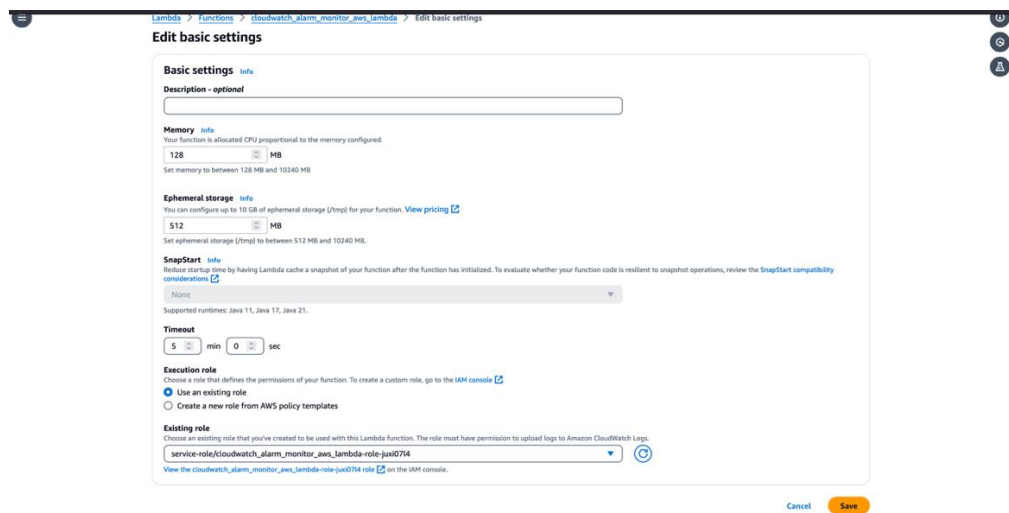 Lambda > Functions > cloudwatch_alarm_monitor_aws_lambda > Edit basic settings
Edit basic settings
Basic settings Info
Description - optional
Memory Info
Your function is allocated CPU proportional to the memory configured.
128 MB
Set memory to between 128 MB and 10240 MB
Ephemeral storage Info
You can configure up to 10 GB of ephemeral storage (/tmp) for your function. View pricing
512 MB
Set ephemeral storage (/tmp) to between 512 MB and 10240 MB.
SnapStart Info
Reduce startup time by having Lambda cache a snapshot of your function after the function has initialized. To evaluate whether your function code is resilient to snapshot operations, review the SnapStart compatibility
considerations.
None
Supported runtimes: Java 11, Java 17, Java 21.
Timeout
5 min 0 sec
Execution role
Choose a role that defines the permissions of your function. To create a custom role, go to the IAM console.
Use an existing role
Create a new role from AWS policy templates
Existing role
Choose an existing role that you've created to be used with this Lambda function. The role must have permission to upload logs to Amazon CloudWatch Logs.
service-role/cloudwatch_alarm_monitor_aws_lambda-role-juxi07l4
View the cloudwatch_alarm_monitor_aws_lambda-role-juxi07l4 role on the IAM console.
Cancel Save